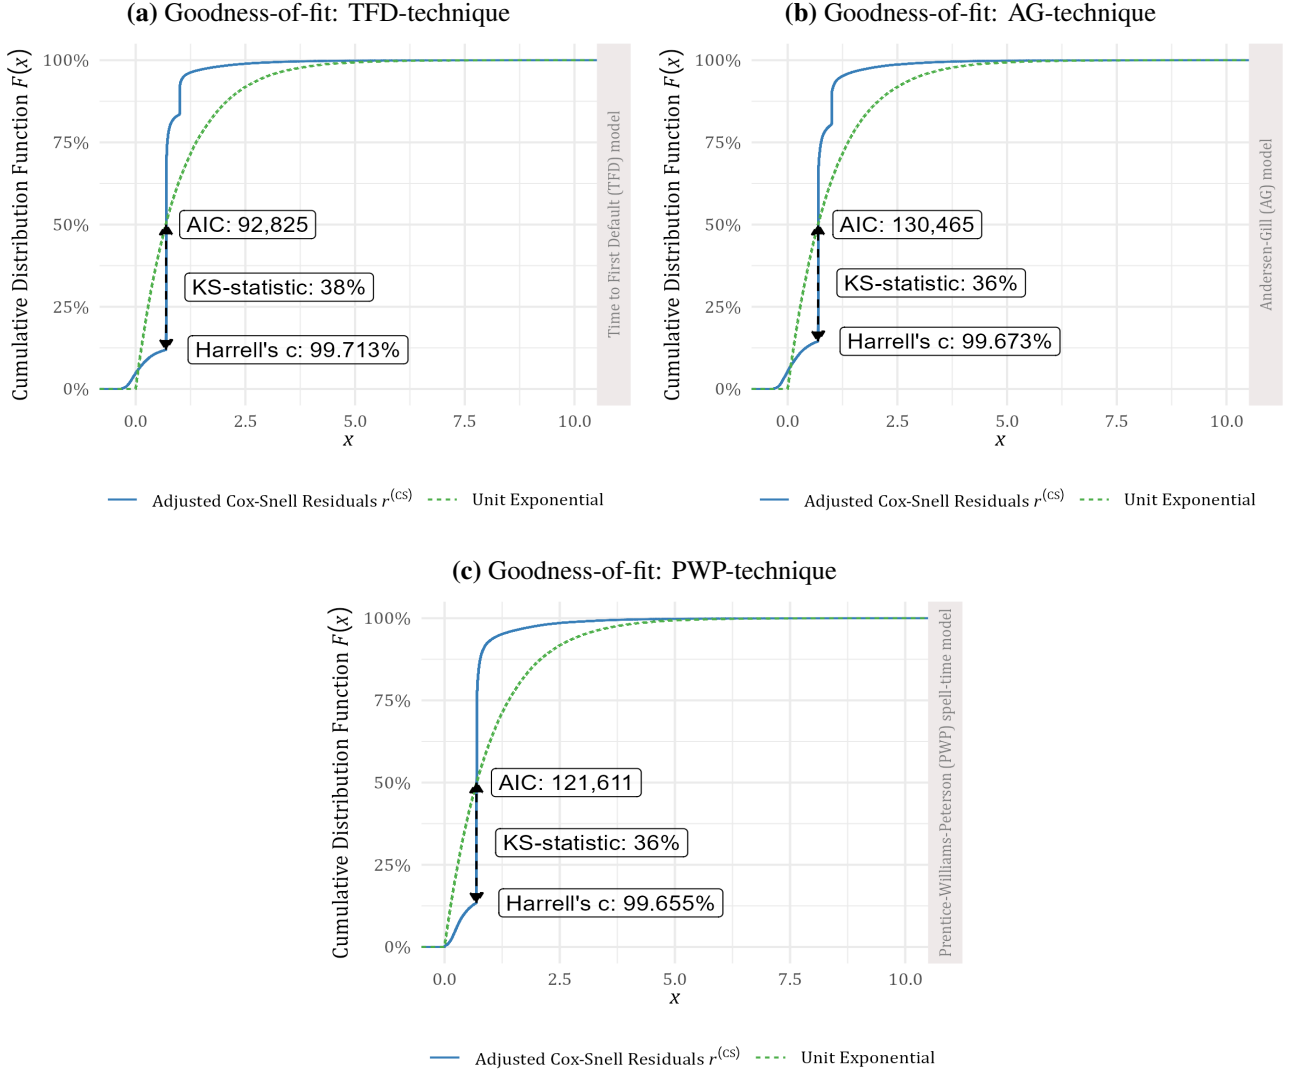 (a) Goodness-of-fit: TFD-technique
Cumulative Distribution Function F(x)
100%
75%
50%
25%
0%
AIC: 92,825
KS-statistic: 38%
Harrell's c: 99.713%
Time to First Default (TFD) model
0.0 2.5 5.0 7.5 10.0
x
Adjusted Cox-Snell Residuals r(CS) Unit Exponential
(b) Goodness-of-fit: AG-technique
Cumulative Distribution Function F(x)
100%
75%
50%
25%
0%
AIC: 130,465
KS-statistic: 36%
Harrell's c: 99.673%
Andersen-Gill (AG) model
0.0 2.5 5.0 7.5 10.0
x
Adjusted Cox-Snell Residuals r(CS) Unit Exponential
(c) Goodness-of-fit: PWP-technique
Cumulative Distribution Function F(x)
100%
75%
50%
25%
0%
AIC: 121,611
KS-statistic: 36%
Harrell's c: 99.655%
Prentice-Williams-Peterson (PWP) spell-time model
0.0 2.5 5.0 7.5 10.0
x
Adjusted Cox-Snell Residuals r(CS) Unit Exponential